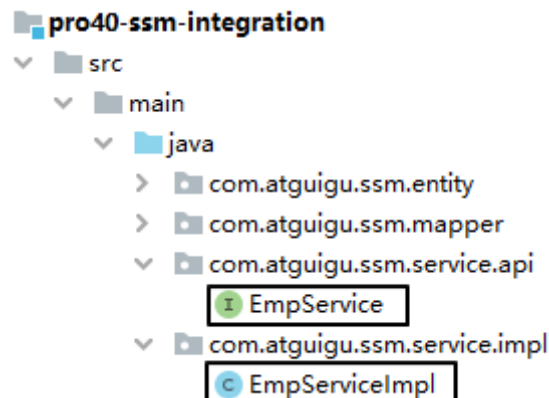 pro40-ssm-integration
src
main
java
com.atguigu.ssm.entity
com.atguigu.ssm.mapper
com.atguigu.ssm.service.api
I EmpService
com.atguigu.ssm.service.impl
C EmpServiceImpl